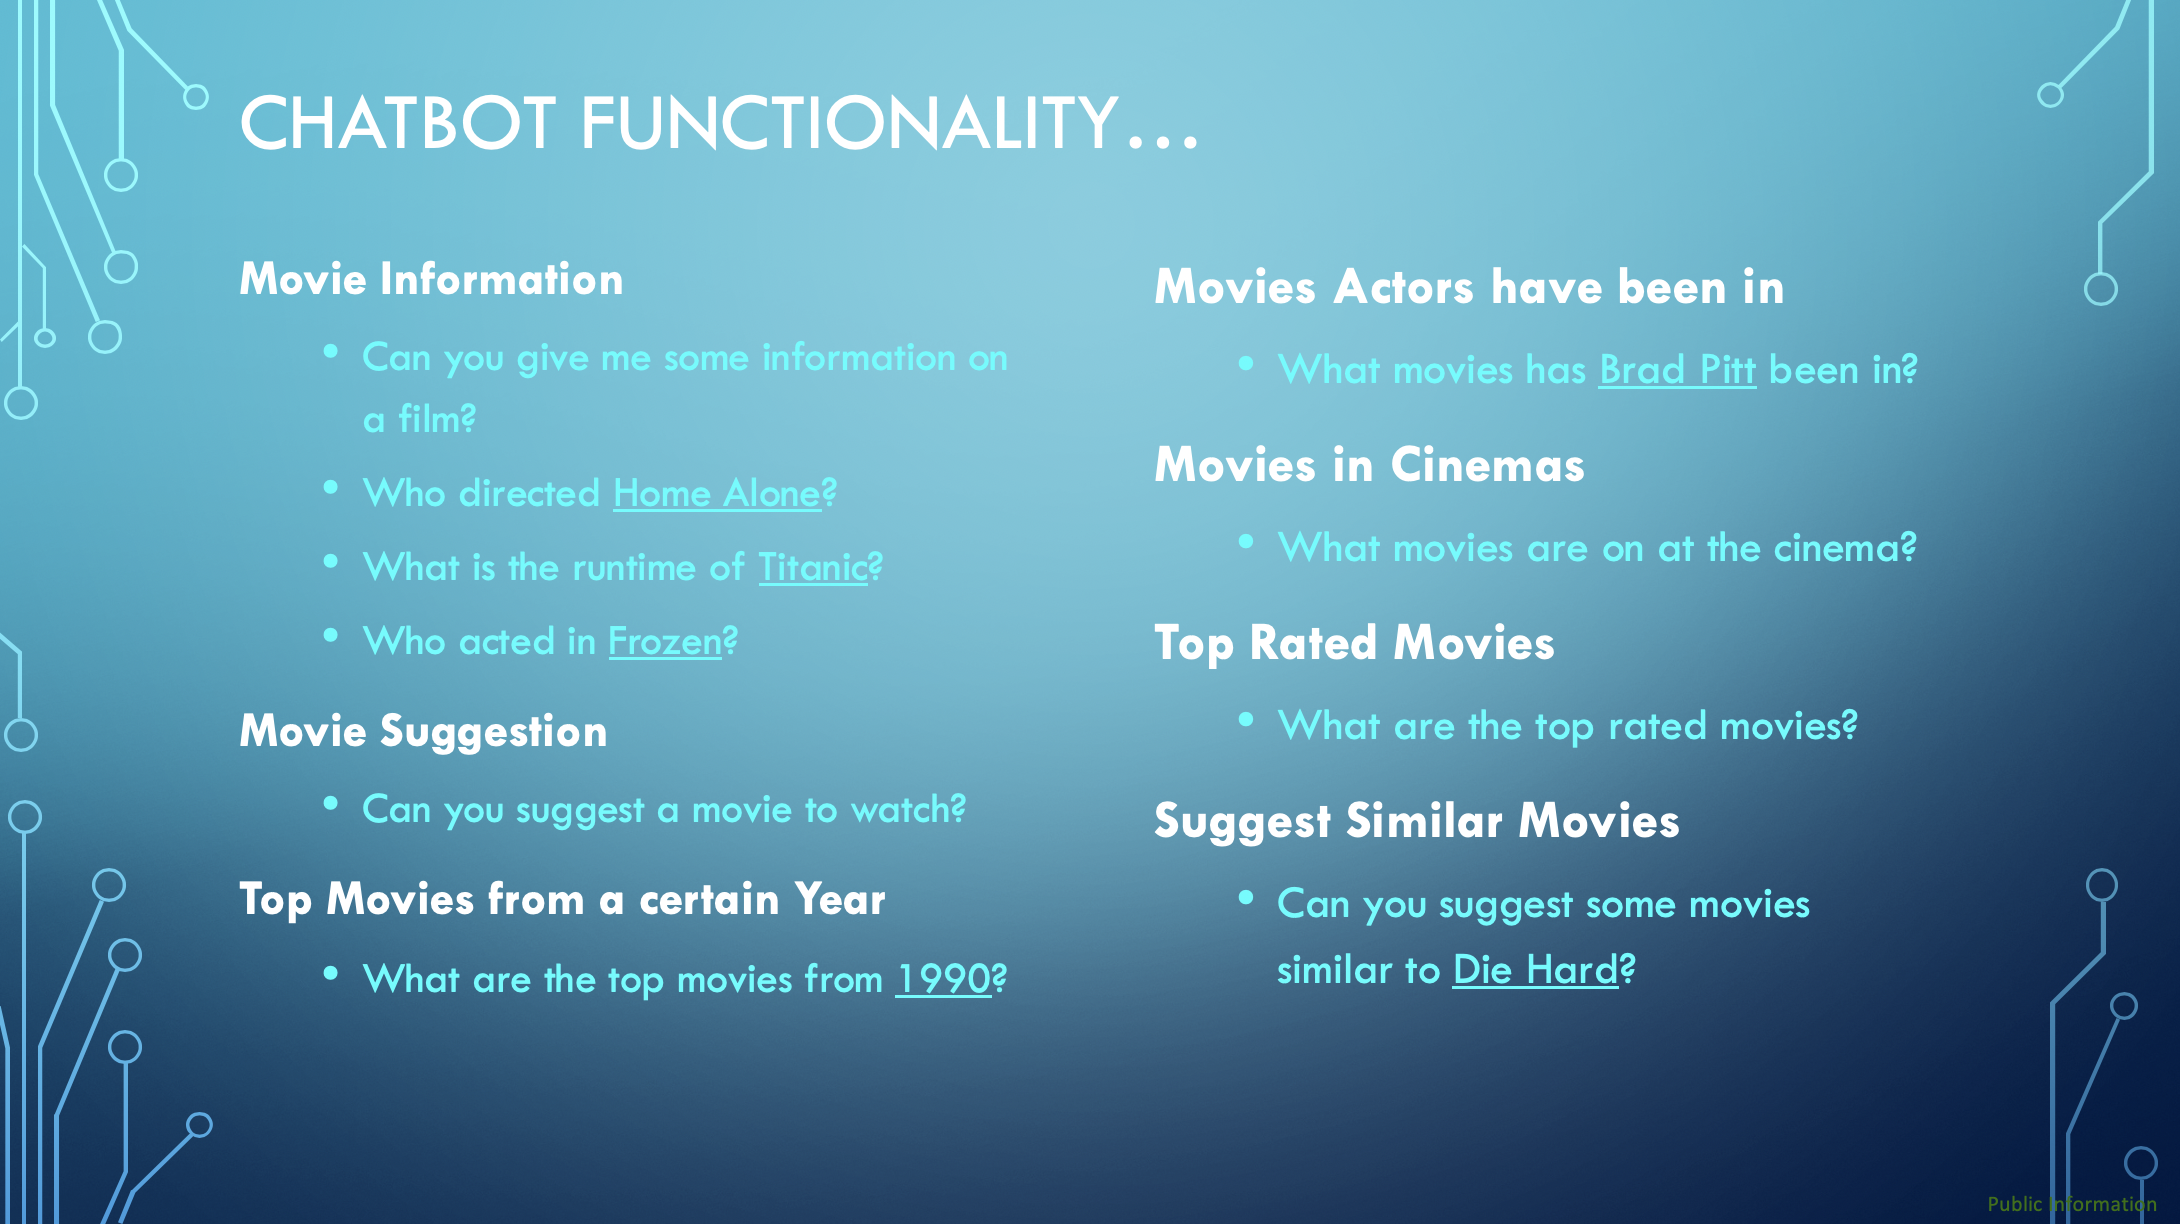 CHATBOT FUNCTIONALITY...
Movie Information
• Can you give me some information on
a film?
• Who directed Home Alone?
• What is the runtime of Titanic?
• Who acted in Frozen?
Movie Suggestion
• Can you suggest a movie to watch?
Top Movies from a certain Year
• What are the top movies from 1990?
Movies Actors have been in
• What movies has Brad Pitt been in?
Movies in Cinemas
• What movies are on at the cinema?
Top Rated Movies
• What are the top rated movies?
Suggest Similar Movies
• Can you suggest some movies
similar to Die Hard?
Public Information